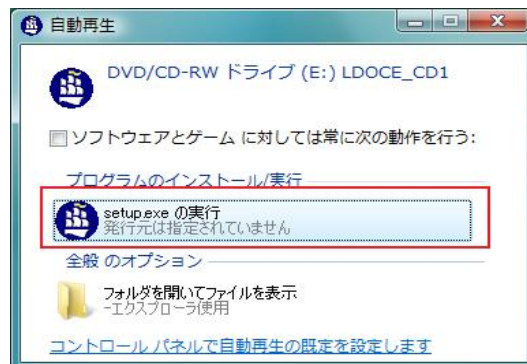 自動再生
DVD/CD-RW ドライブ (E:) LDOCE_CD1
ソフトウェアとゲーム に対しては常に次の動作を行う:
プログラムのインストール/実行
setup.exe の実行
発行元は指定されていません
全般 のオプション
フォルダを開いてファイルを表示
-エクスプローラ使用
コントロール パネルで自動再生の既定を設定します